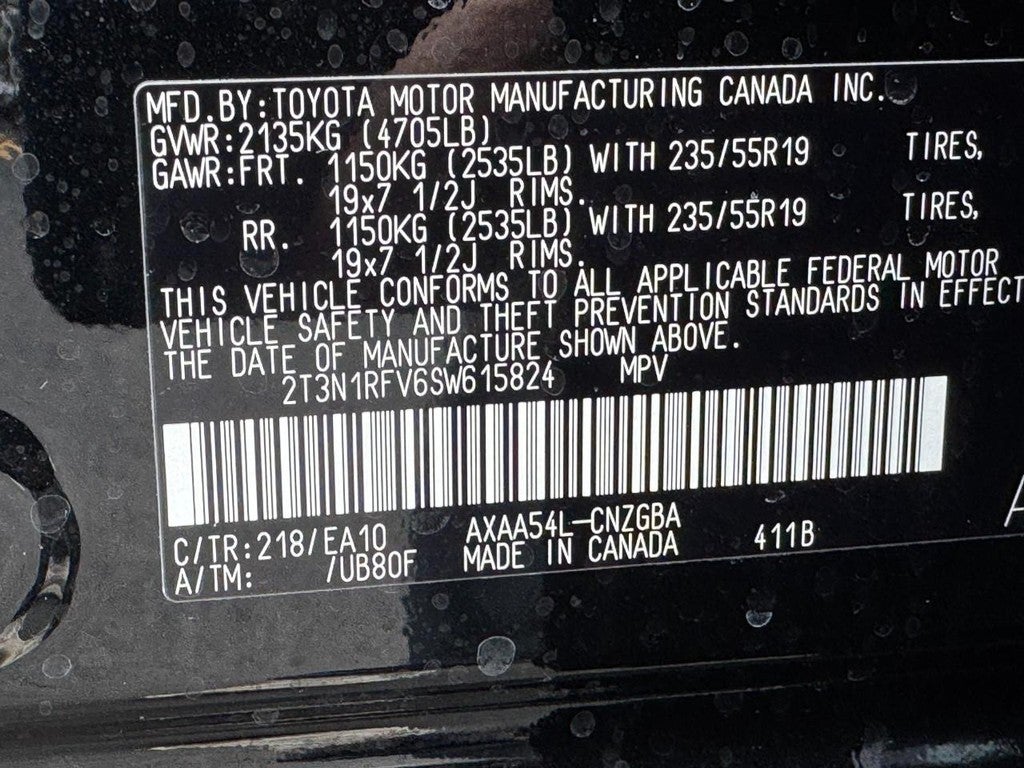 MFD.BY:TOYOTA MOTOR MANUFACTURING CANADA INC.
GVWR:2135KG (4705LB)
GAWR:FRT. 1150KG (2535LB) WITH 235/55R19 TIRES,
19x7 1/2J RIMS.
RR. 1150KG (2535LB) WITH 235/55R19 TIRES,
19x7 1/2J RIMS.
THIS VEHICLE CONFORMS TO ALL APPLICABLE FEDERAL MOTOR
VEHICLE SAFETY AND THEFT PREVENTION STANDARDS IN EFFECT
THE DATE OF MANUFACTURE SHOWN ABOVE.
2T3N1RFV6SW615824 MPV
C/TR:218/EA10 AXAA54L-CNZGBA
A/TM: /UB80F MADE IN CANADA 411B